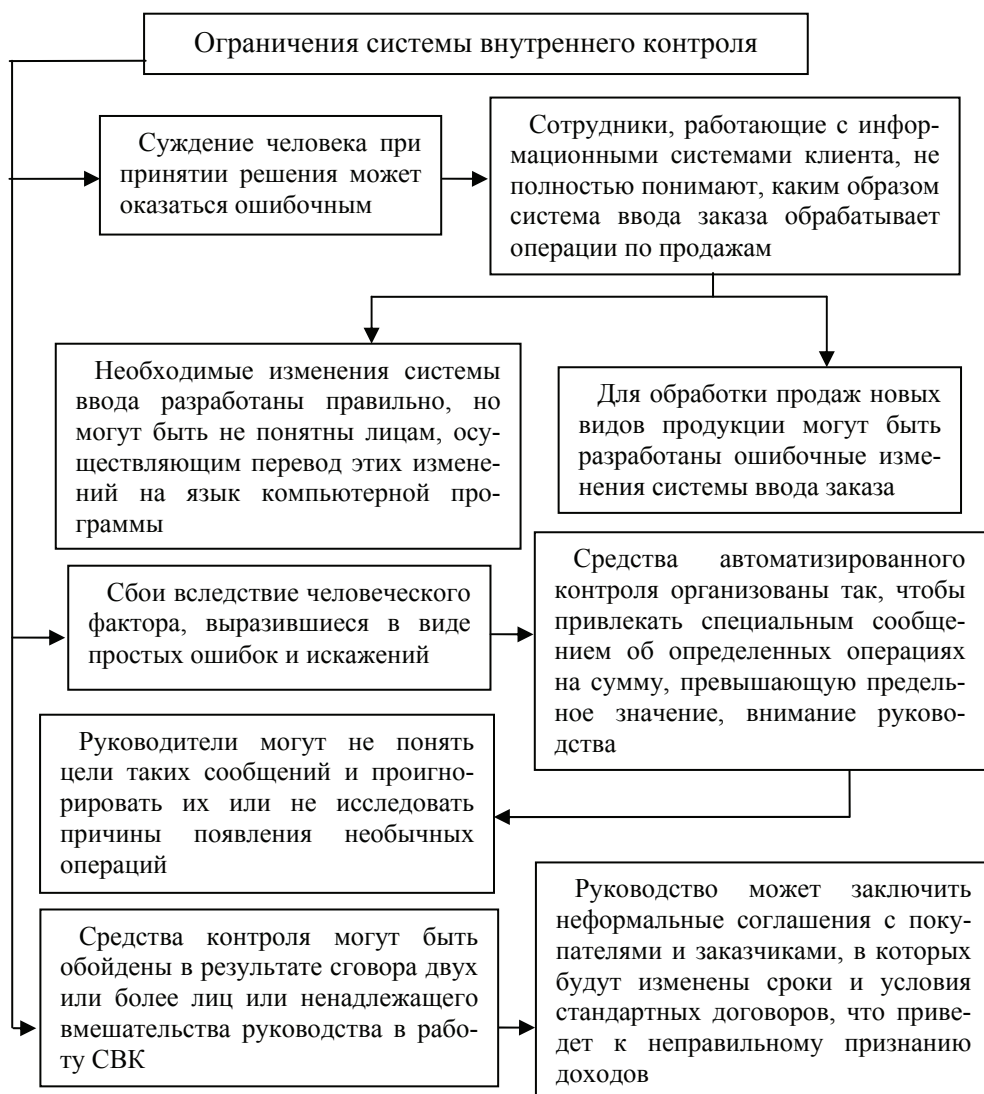 Ограничения системы внутреннего контроля
Суждение человека при
принятии решения может
оказаться ошибочным
Сотрудники, работающие с инфор-
мационными системами клиента, не
полностью понимают, каким образом
система ввода заказа обрабатывает
операции по продажам
Необходимые изменения системы
ввода разработаны правильно, но
могут быть не понятны лицам, осу-
ществляющим перевод этих измене-
ний на язык компьютерной про-
граммы
Для обработки продаж новых
видов продукции могут быть
разработаны ошибочные изме-
нения системы ввода заказа
Сбои вследствие человеческого
фактора, выразившиеся в виде
простых ошибок и искажений
Средства автоматизированного
контроля организованы так, чтобы
привлекать специальным сообще-
нием об определенных операциях
на сумму, превышающую предель-
ное значение, внимание руковод-
ства
Руководители могут не понять
цели таких сообщений и проигно-
рировать их или не исследовать
причины появления необычных
операций
Средства контроля могут быть
обойдены в результате сговора двух
или более лиц или ненадлежащего
вмешательства руководства в рабо-
ту СВК
Руководство может заключить
неформальные соглашения с поку-
пателями и заказчиками, в которых
будут изменены сроки и условия
стандартных договоров, что приве-
дет к неправильному признанию
доходов